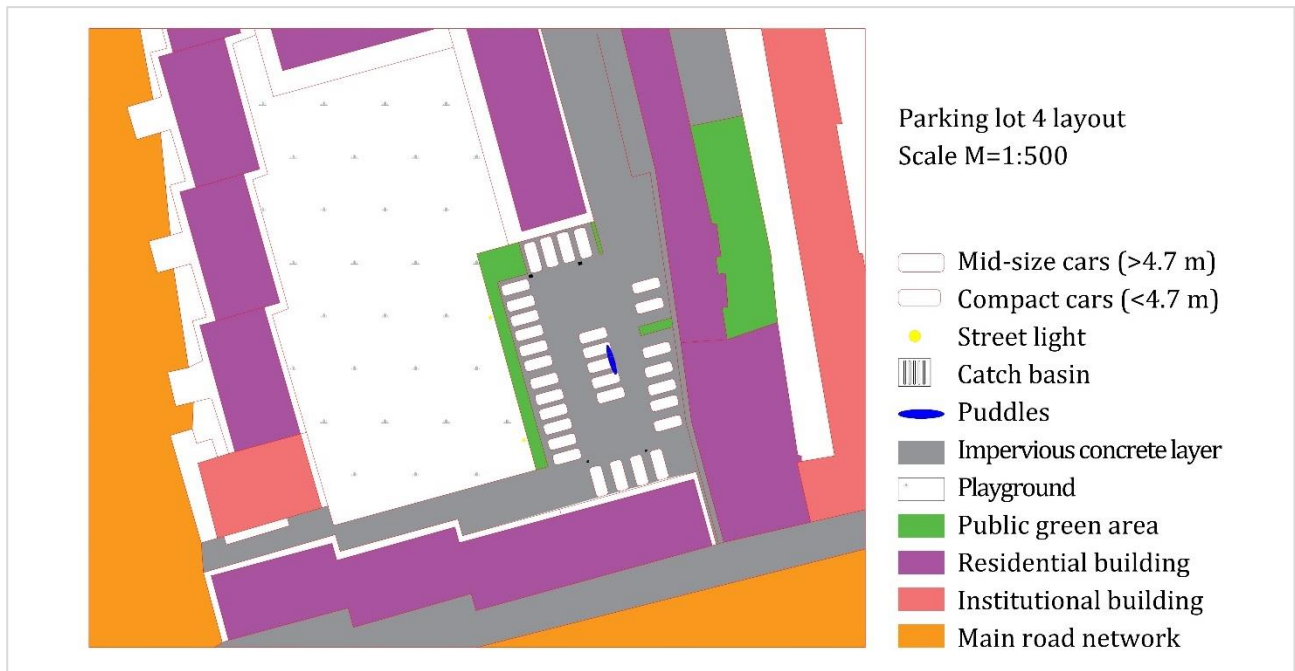 Parking lot 4 layout
Scale M=1:500
Mid-size cars (>4.7 m)
Compact cars (<4.7 m)
Street light
Catch basin
Puddles
Impervious concrete layer
Playground
Public green area
Residential building
Institutional building
Main road network